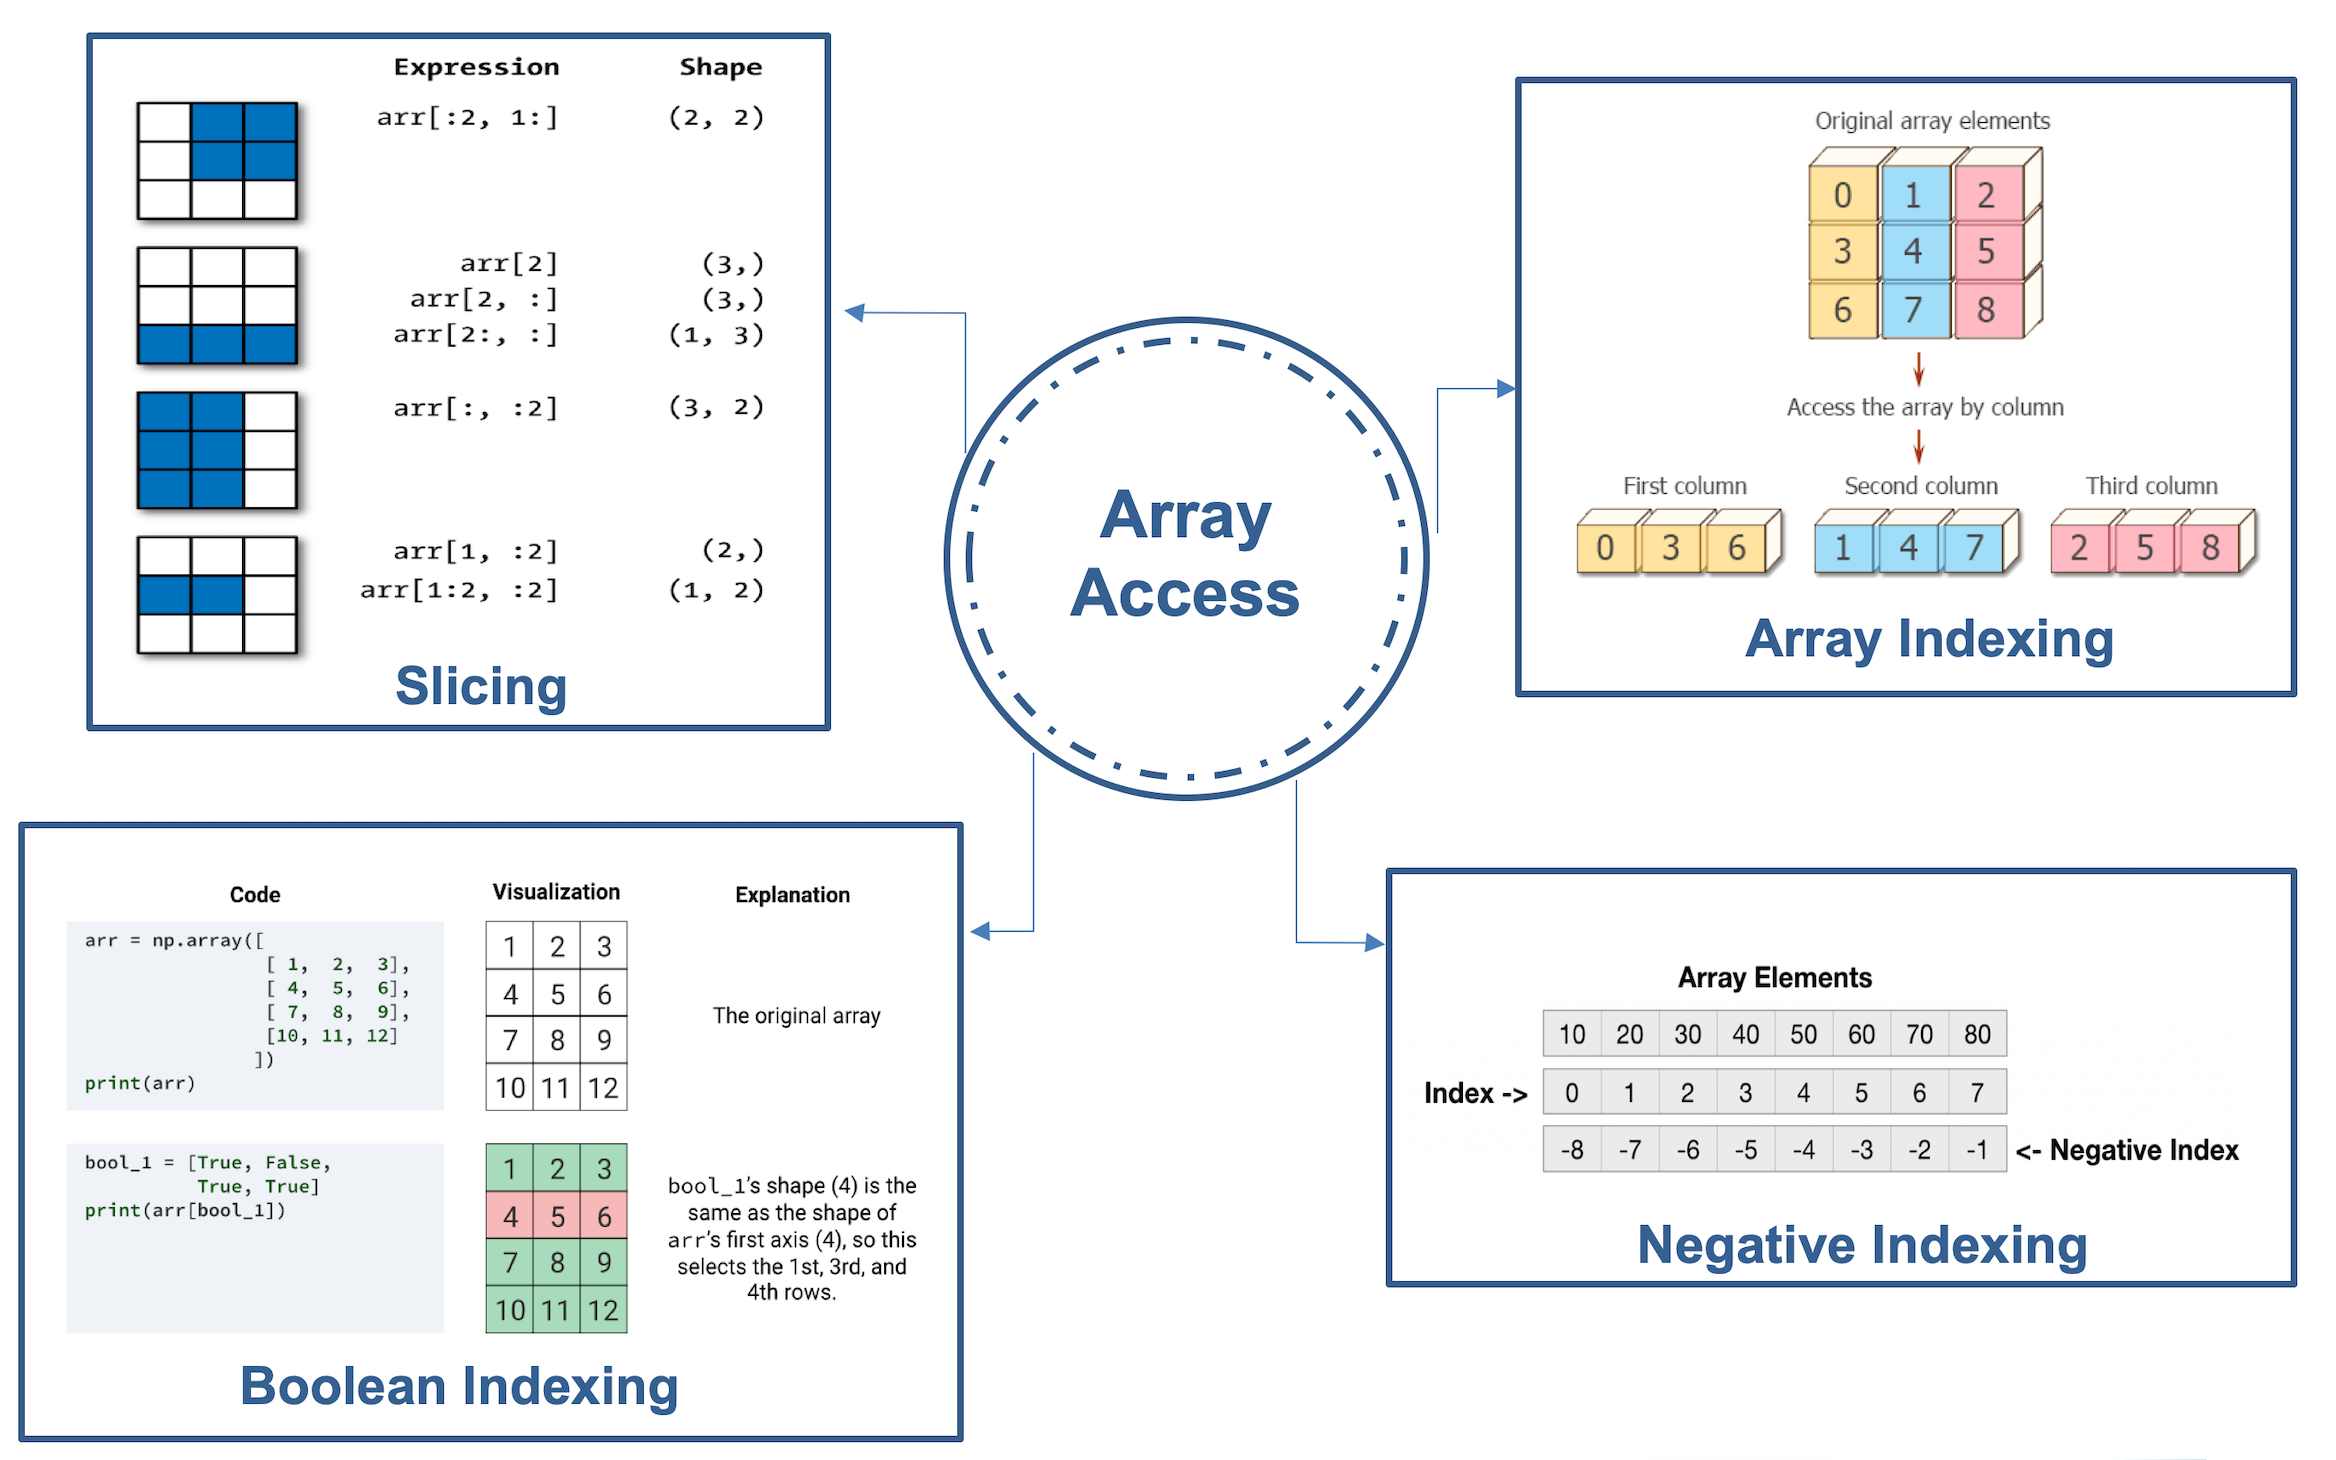 Expression Shape
arr[:2, 1:] (2, 2)
arr[2] (3,)
arr[2, :] (3,)
arr[2:, :] (1, 3)
arr[:, :2] (3, 2)
arr[1, :2] (2,)
arr[1:2, :2] (1, 2)
Slicing
Array
Access
Original array elements
0 1 2
3 4 5
6 7 8
Access the array by column
First column Second column Third column
0 3 6 1 4 7 2 5 8
Array Indexing
Code Visualization Explanation
arr = np.array([
[ 1, 2, 3],
[ 4, 5, 6],
[ 7, 8, 9],
[10, 11, 12]
])
print(arr)
1 2 3
4 5 6
7 8 9
10 11 12
The original array
bool_1 = [True, False,
True, True]
print(arr[bool_1])
1 2 3
4 5 6
7 8 9
10 11 12
bool_1's shape (4) is the
same as the shape of
arr's first axis (4), so this
selects the 1st, 3rd, and
4th rows.
Boolean Indexing
Array Elements
10 20 30 40 50 60 70 80
Index -> 0 1 2 3 4 5 6 7
-8 -7 -6 -5 -4 -3 -2 -1 <- Negative Index
Negative Indexing